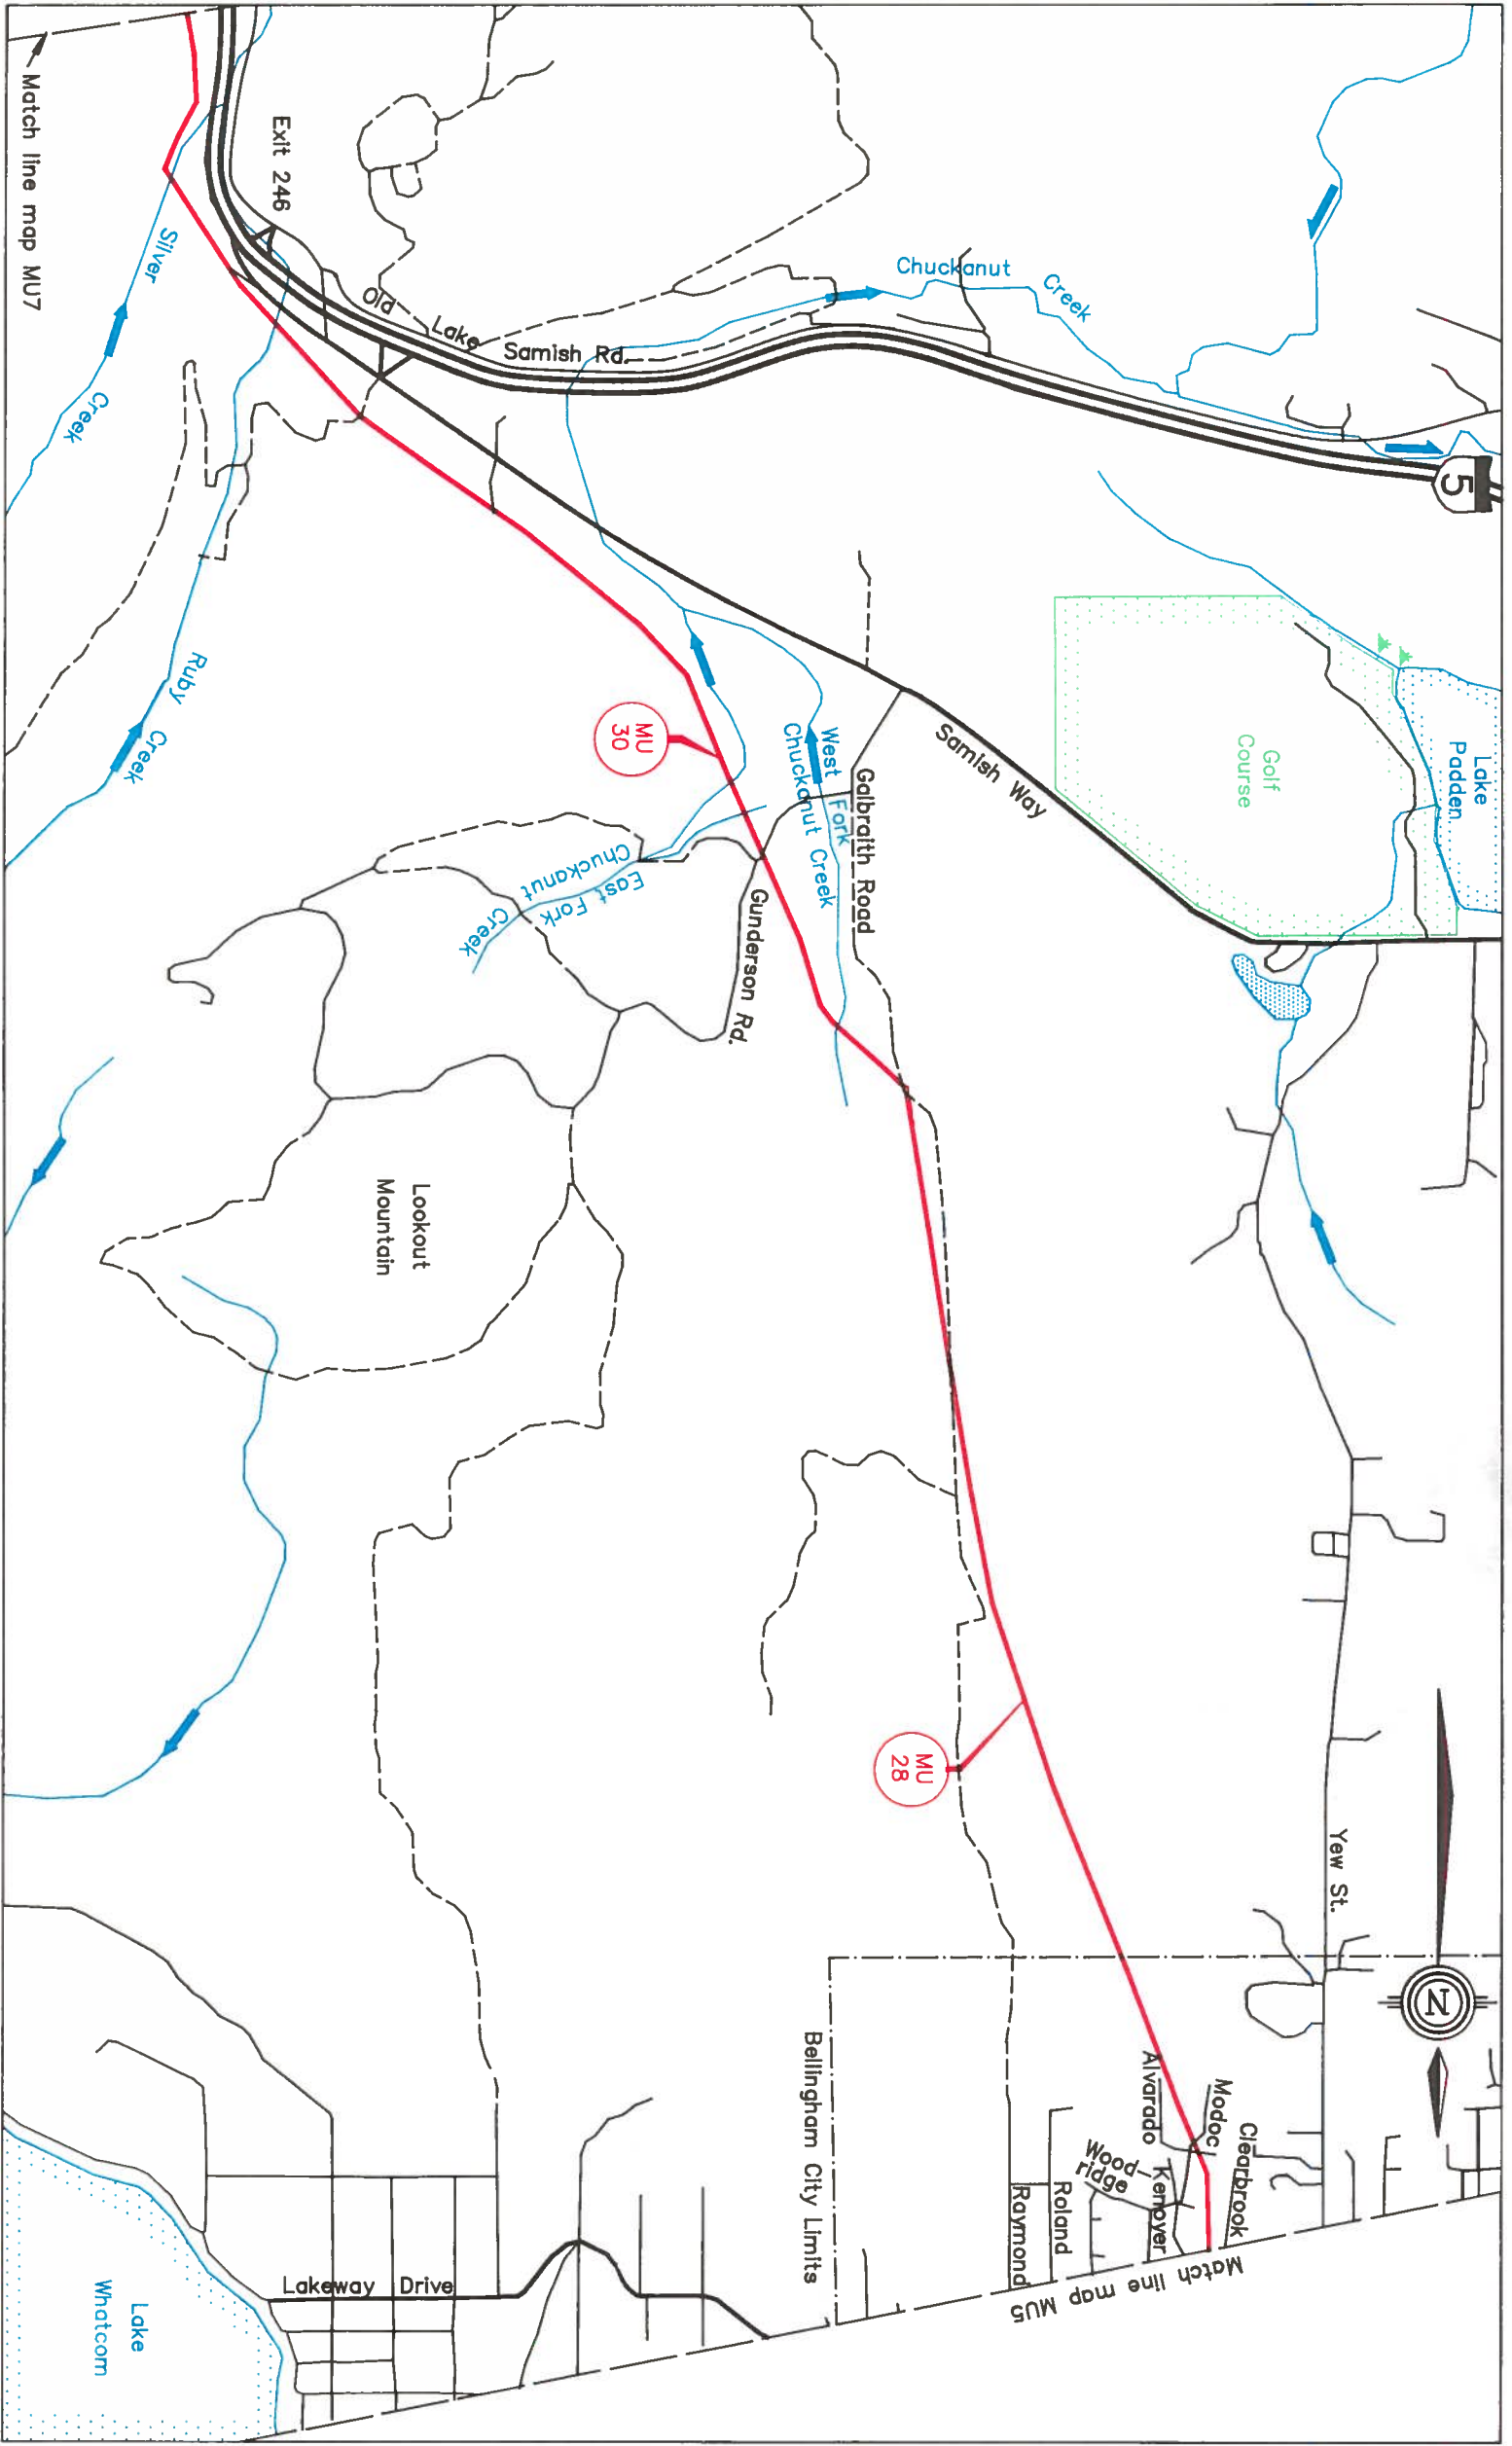 Match line map MU7
Exit 246
Silver
Creek
Old
Lake
Samish Rd.
Chuckanut
Creek
5
Ruby
Creek
MU
30
West
Fork
Chuckanut Creek
Galbraith Road
Samish Way
Golf
Course
Lake
Padden
East Fork
Chuckanut
Creek
Gunderson Rd.
Lookout
Mountain
MU
28
Yew St.
N
Bellingham City Limits
Alvarado
Modoc
Clearbrook
Wood-
ridge
Kenoyer
Roland
Raymond
Match line map MU5
Lakeway Drive
Lake
Whatcom